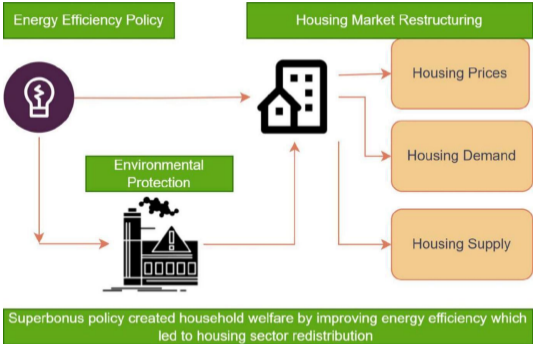 Energy Efficiency Policy
Housing Market Restructuring
Housing Prices
Housing Demand
Environmental
Protection
Housing Supply
Superbonus policy created household welfare by improving energy efficiency which
led to housing sector redistribution